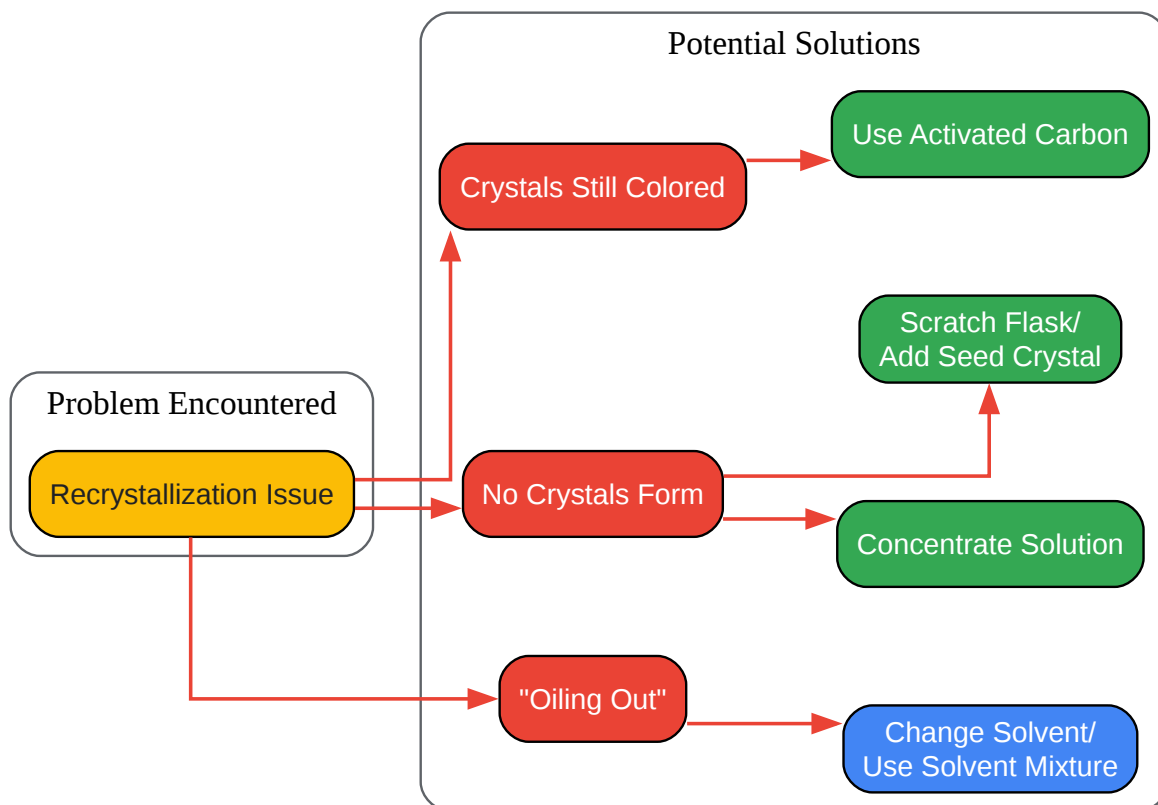 Potential Solutions
Use Activated Carbon
Crystals Still Colored
Scratch Flask/
Add Seed Crystal
Problem Encountered
Recrystallization Issue
No Crystals Form
Concentrate Solution
"Oiling Out"
Change Solvent/
Use Solvent Mixture